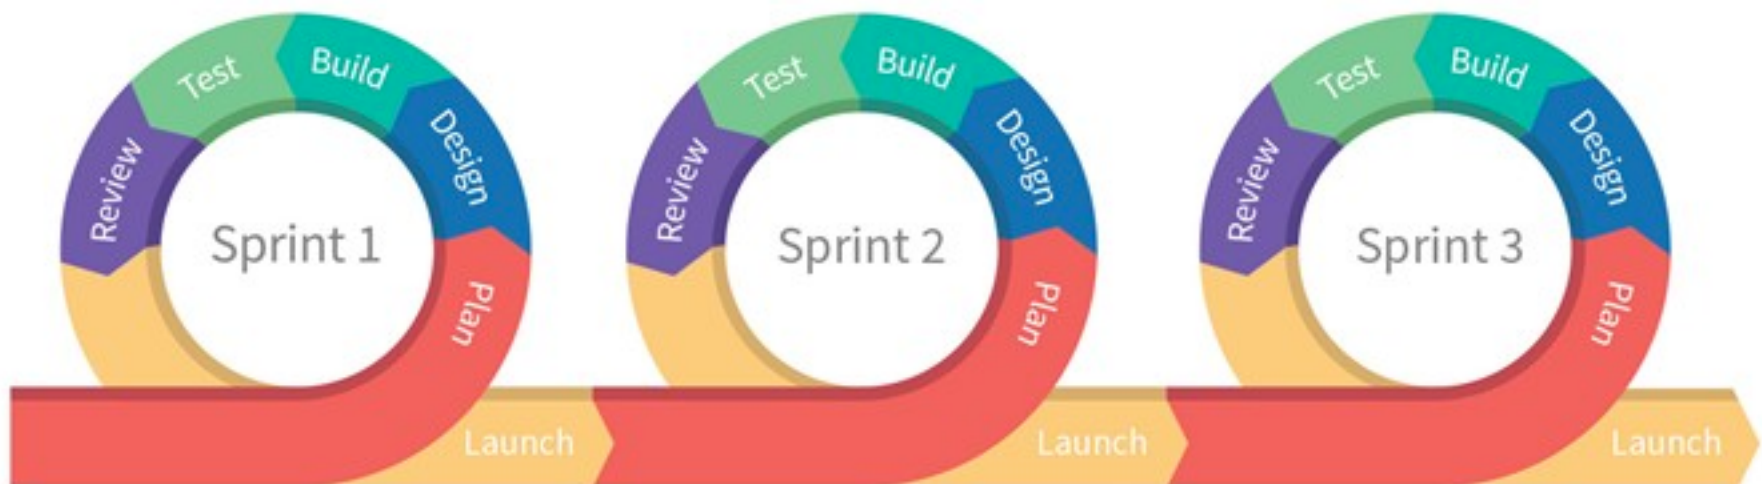 Test
Build
Review
Design
Sprint 1
Plan
Launch
Test
Build
Review
Design
Sprint 2
Plan
Launch
Test
Build
Review
Design
Sprint 3
Plan
Launch